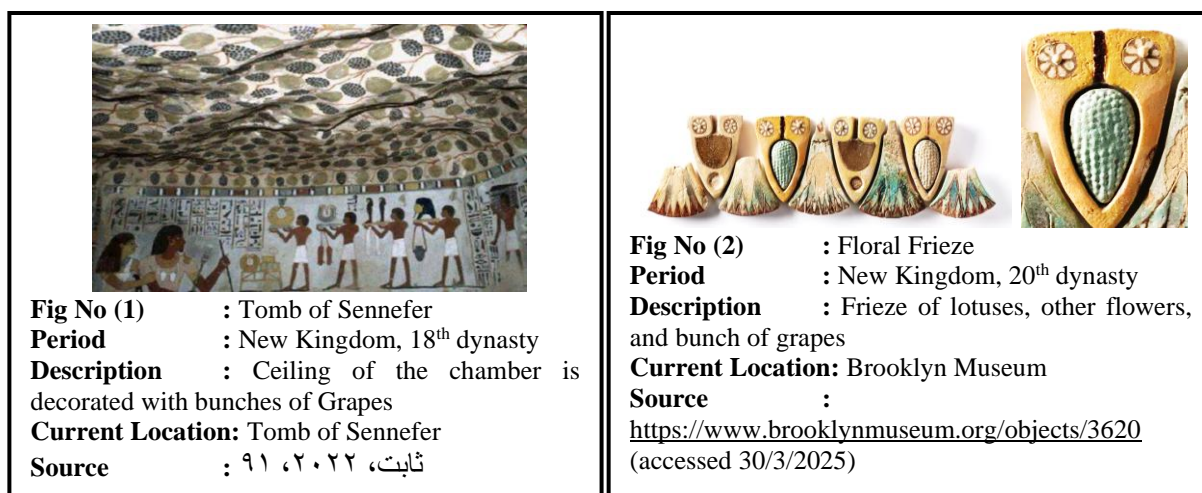 Fig No (1) : Tomb of Sennefer
Period : New Kingdom, 18th dynasty
Description : Ceiling of the chamber is
decorated with bunches of Grapes
Current Location: Tomb of Sennefer
Source : ثابت، ٢٠٢٢، ٩١
Fig No (2) : Floral Frieze
Period : New Kingdom, 20th dynasty
Description : Frieze of lotuses, other flowers,
and bunch of grapes
Current Location: Brooklyn Museum
Source :
https://www.brooklynmuseum.org/objects/3620
(accessed 30/3/2025)